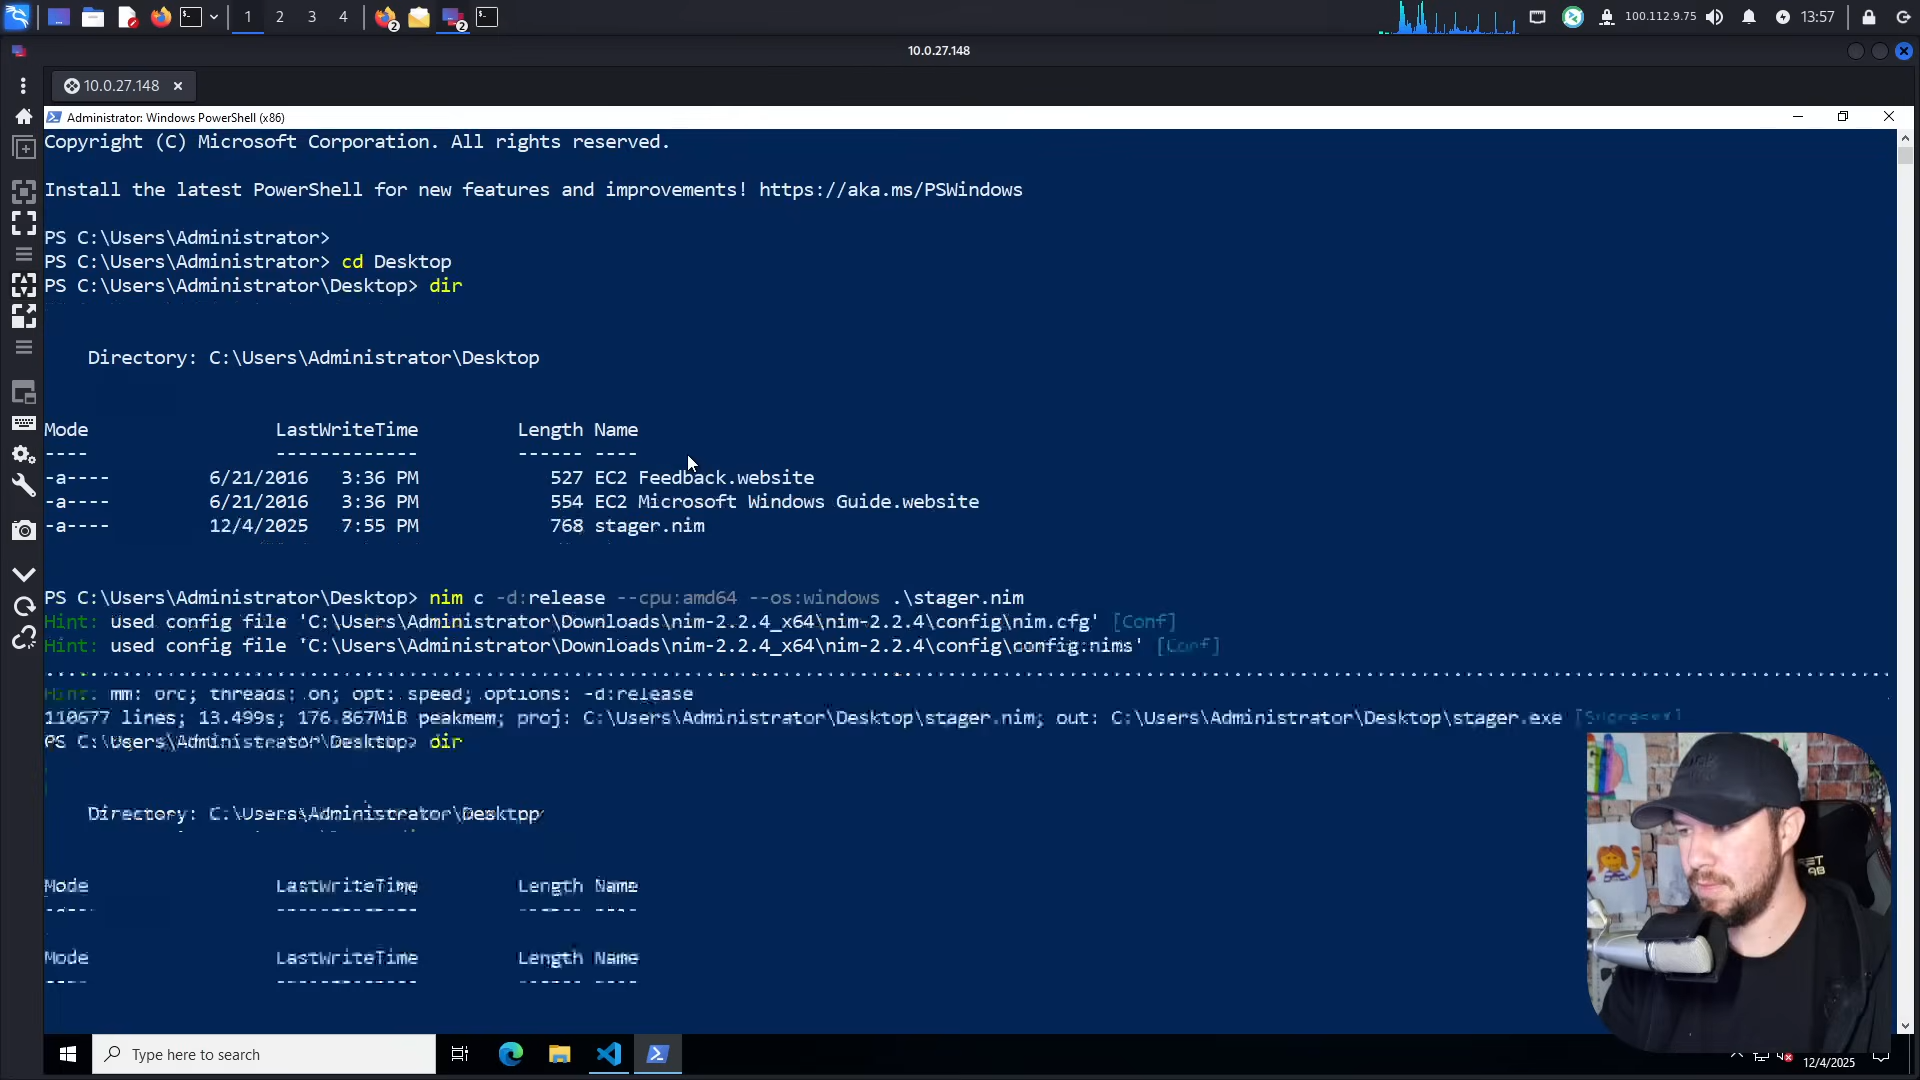 1 2 3 4
2
2
100.112.9.75
13:57
10.0.27.148
10.0.27.148
Administrator: Windows PowerShell (x86)
Copyright (C) Microsoft Corporation. All rights reserved.
Install the latest PowerShell for new features and improvements! https://aka.ms/PSWindows
PS C:\Users\Administrator>
PS C:\Users\Administrator> cd Desktop
PS C:\Users\Administrator\Desktop> dir
Directory: C:\Users\Administrator\Desktop
Mode LastWriteTime Length Name
---- ------------- ------ ----
-a---- 6/21/2016 3:36 PM 527 EC2 Feedback.website
-a---- 6/21/2016 3:36 PM 554 EC2 Microsoft Windows Guide.website
-a---- 12/4/2025 7:55 PM 768 stager.nim
PS C:\Users\Administrator\Desktop> nim c -d:release --cpu:amd64 --os:windows .\stager.nim
Hint: used config file 'C:\Users\Administrator\Downloads\nim-2.2.4_x64\nim-2.2.4\config\nim.cfg' [Conf]
Hint: used config file 'C:\Users\Administrator\Downloads\nim-2.2.4_x64\nim-2.2.4\config\config.nims' [Conf]
Hint: mm: orc; threads: on; opt: speed; options: -d:release
110677 lines; 13.499s; 176.867MiB peakmem; proj: C:\Users\Administrator\Desktop\stager.nim; out: C:\Users\Administrator\Desktop\stager.exe
PS C:\Users\Administrator\Desktop> dir
Directory: C:\Users\Administrator\Desktop
Mode LastWriteTime Length Name
---- ------------- ------ ----
Mode LastWriteTime Length Name
---- ------------- ------ ----
Type here to search
12/4/2025